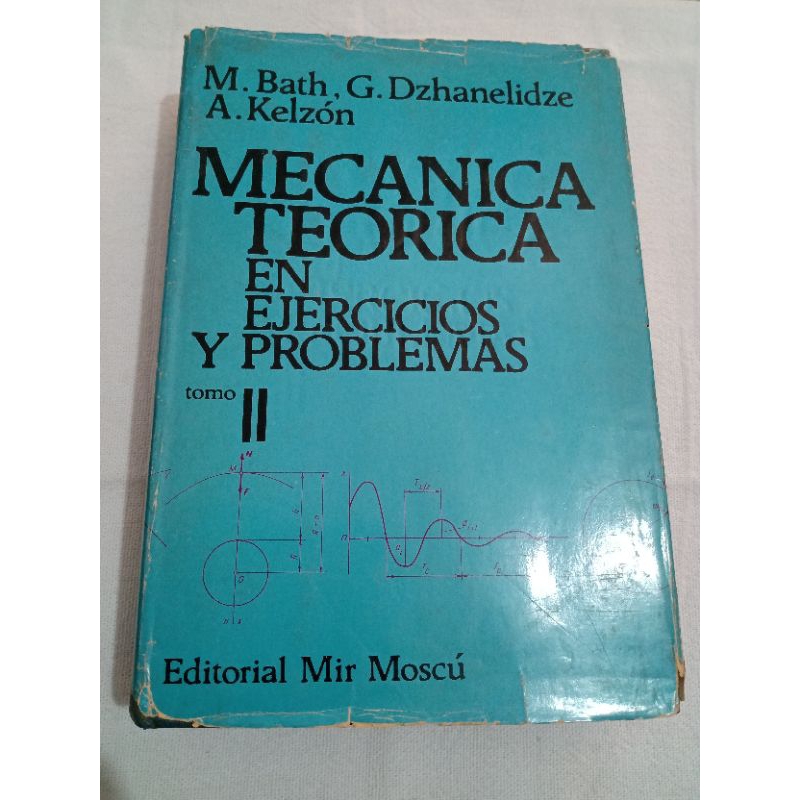 M. Bath, G. Dzhanelidze
A. Kelzón
MECANICA
TEORICA
EN
EJERCICIOS
Y PROBLEMAS
tomo II
M
F
O
Editorial Mir Moscú